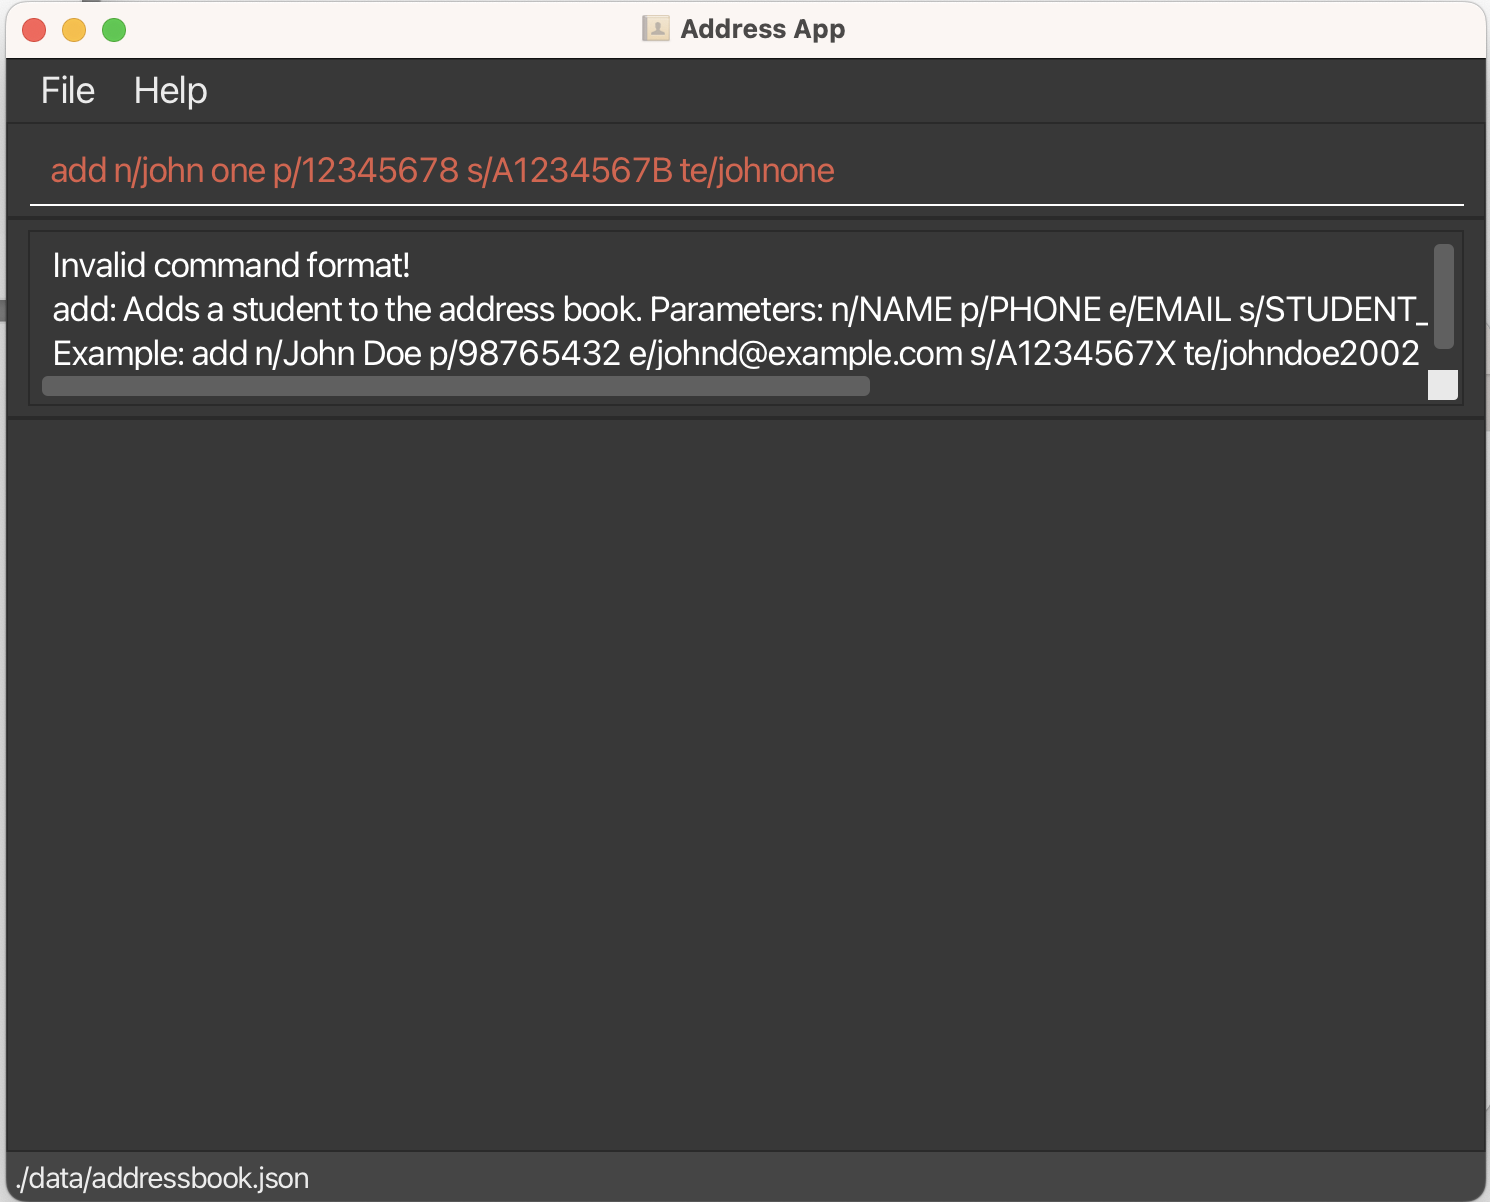 Address App
File Help
add n/john one p/12345678 s/A1234567B te/johnone
Invalid command format!
add: Adds a student to the address book. Parameters: n/NAME p/PHONE e/EMAIL s/STUDENT_
Example: add n/John Doe p/98765432 e/johnd@example.com s/A1234567X te/johndoe2002
./data/addressbook.json